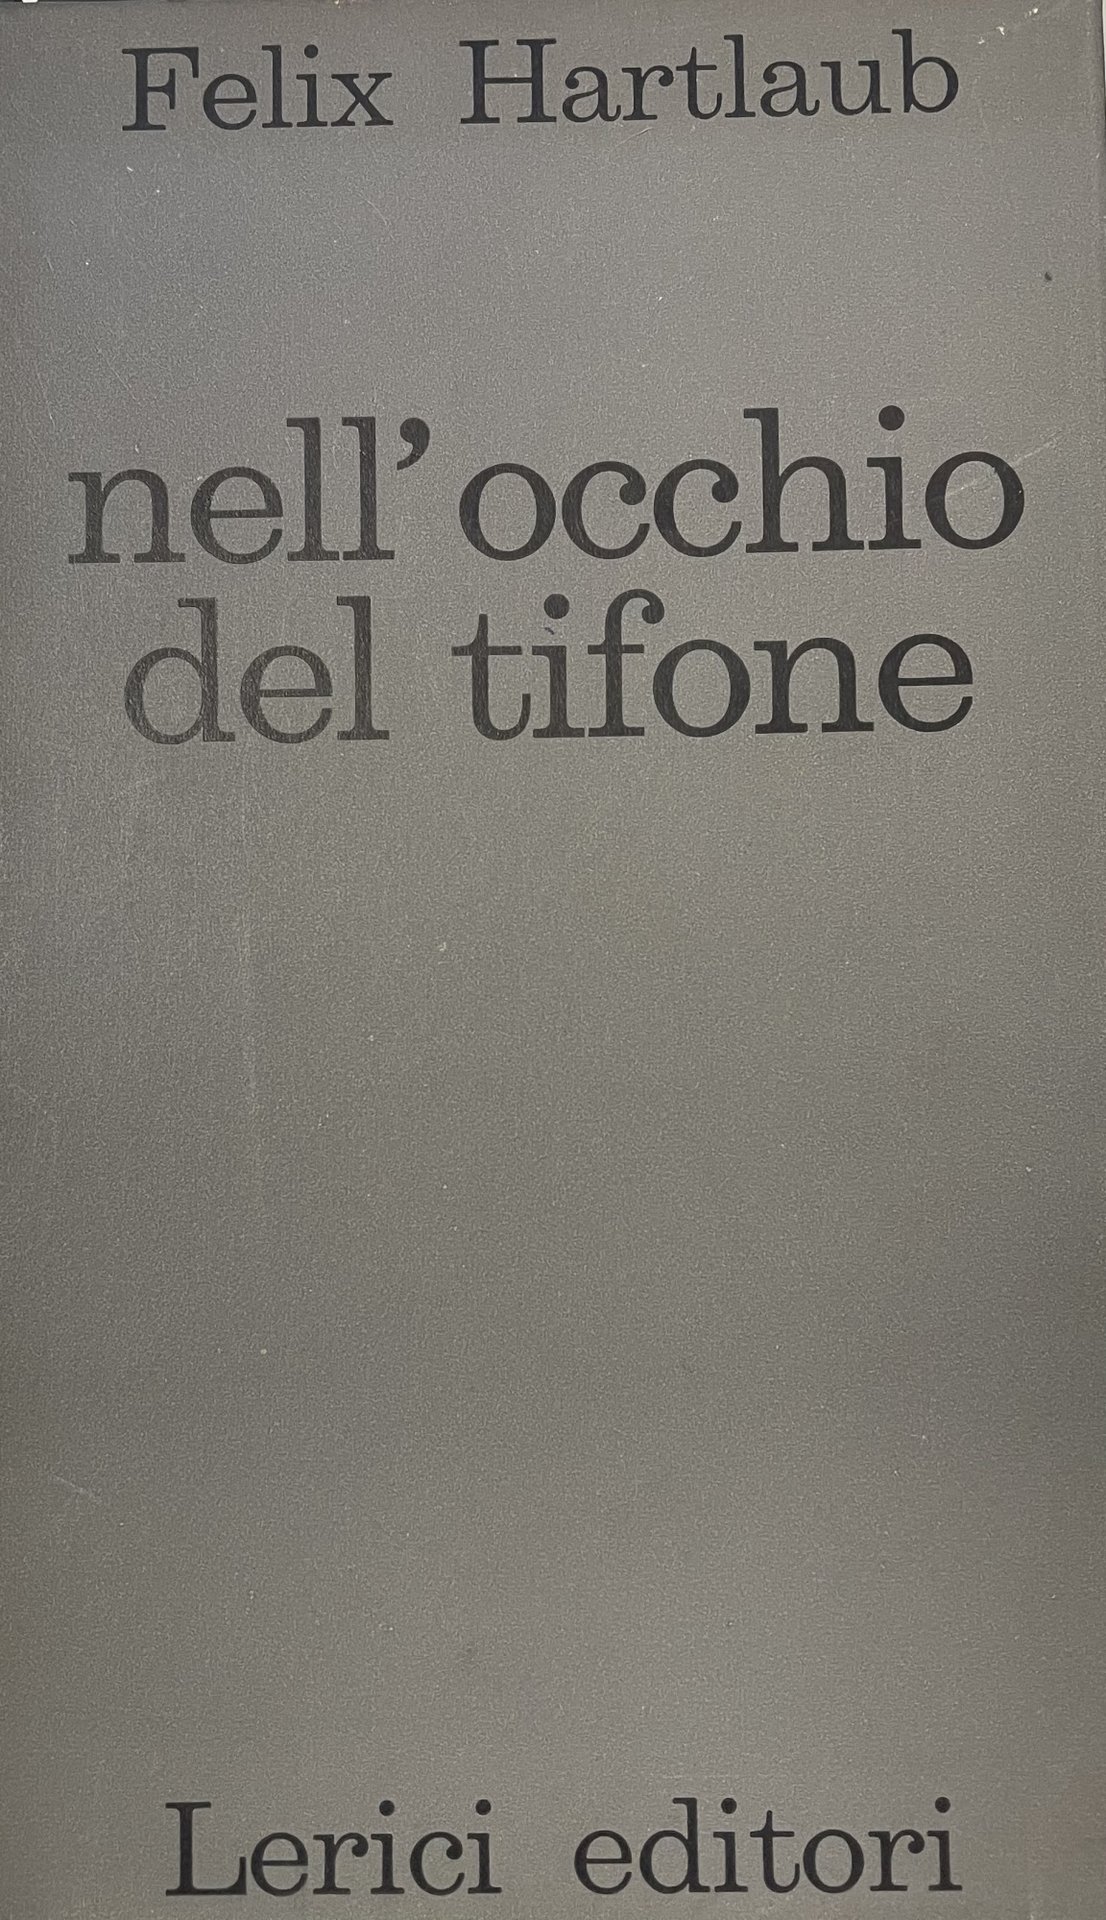 Felix Hartlaub
nell'occhio
del tifone
Lerici editori